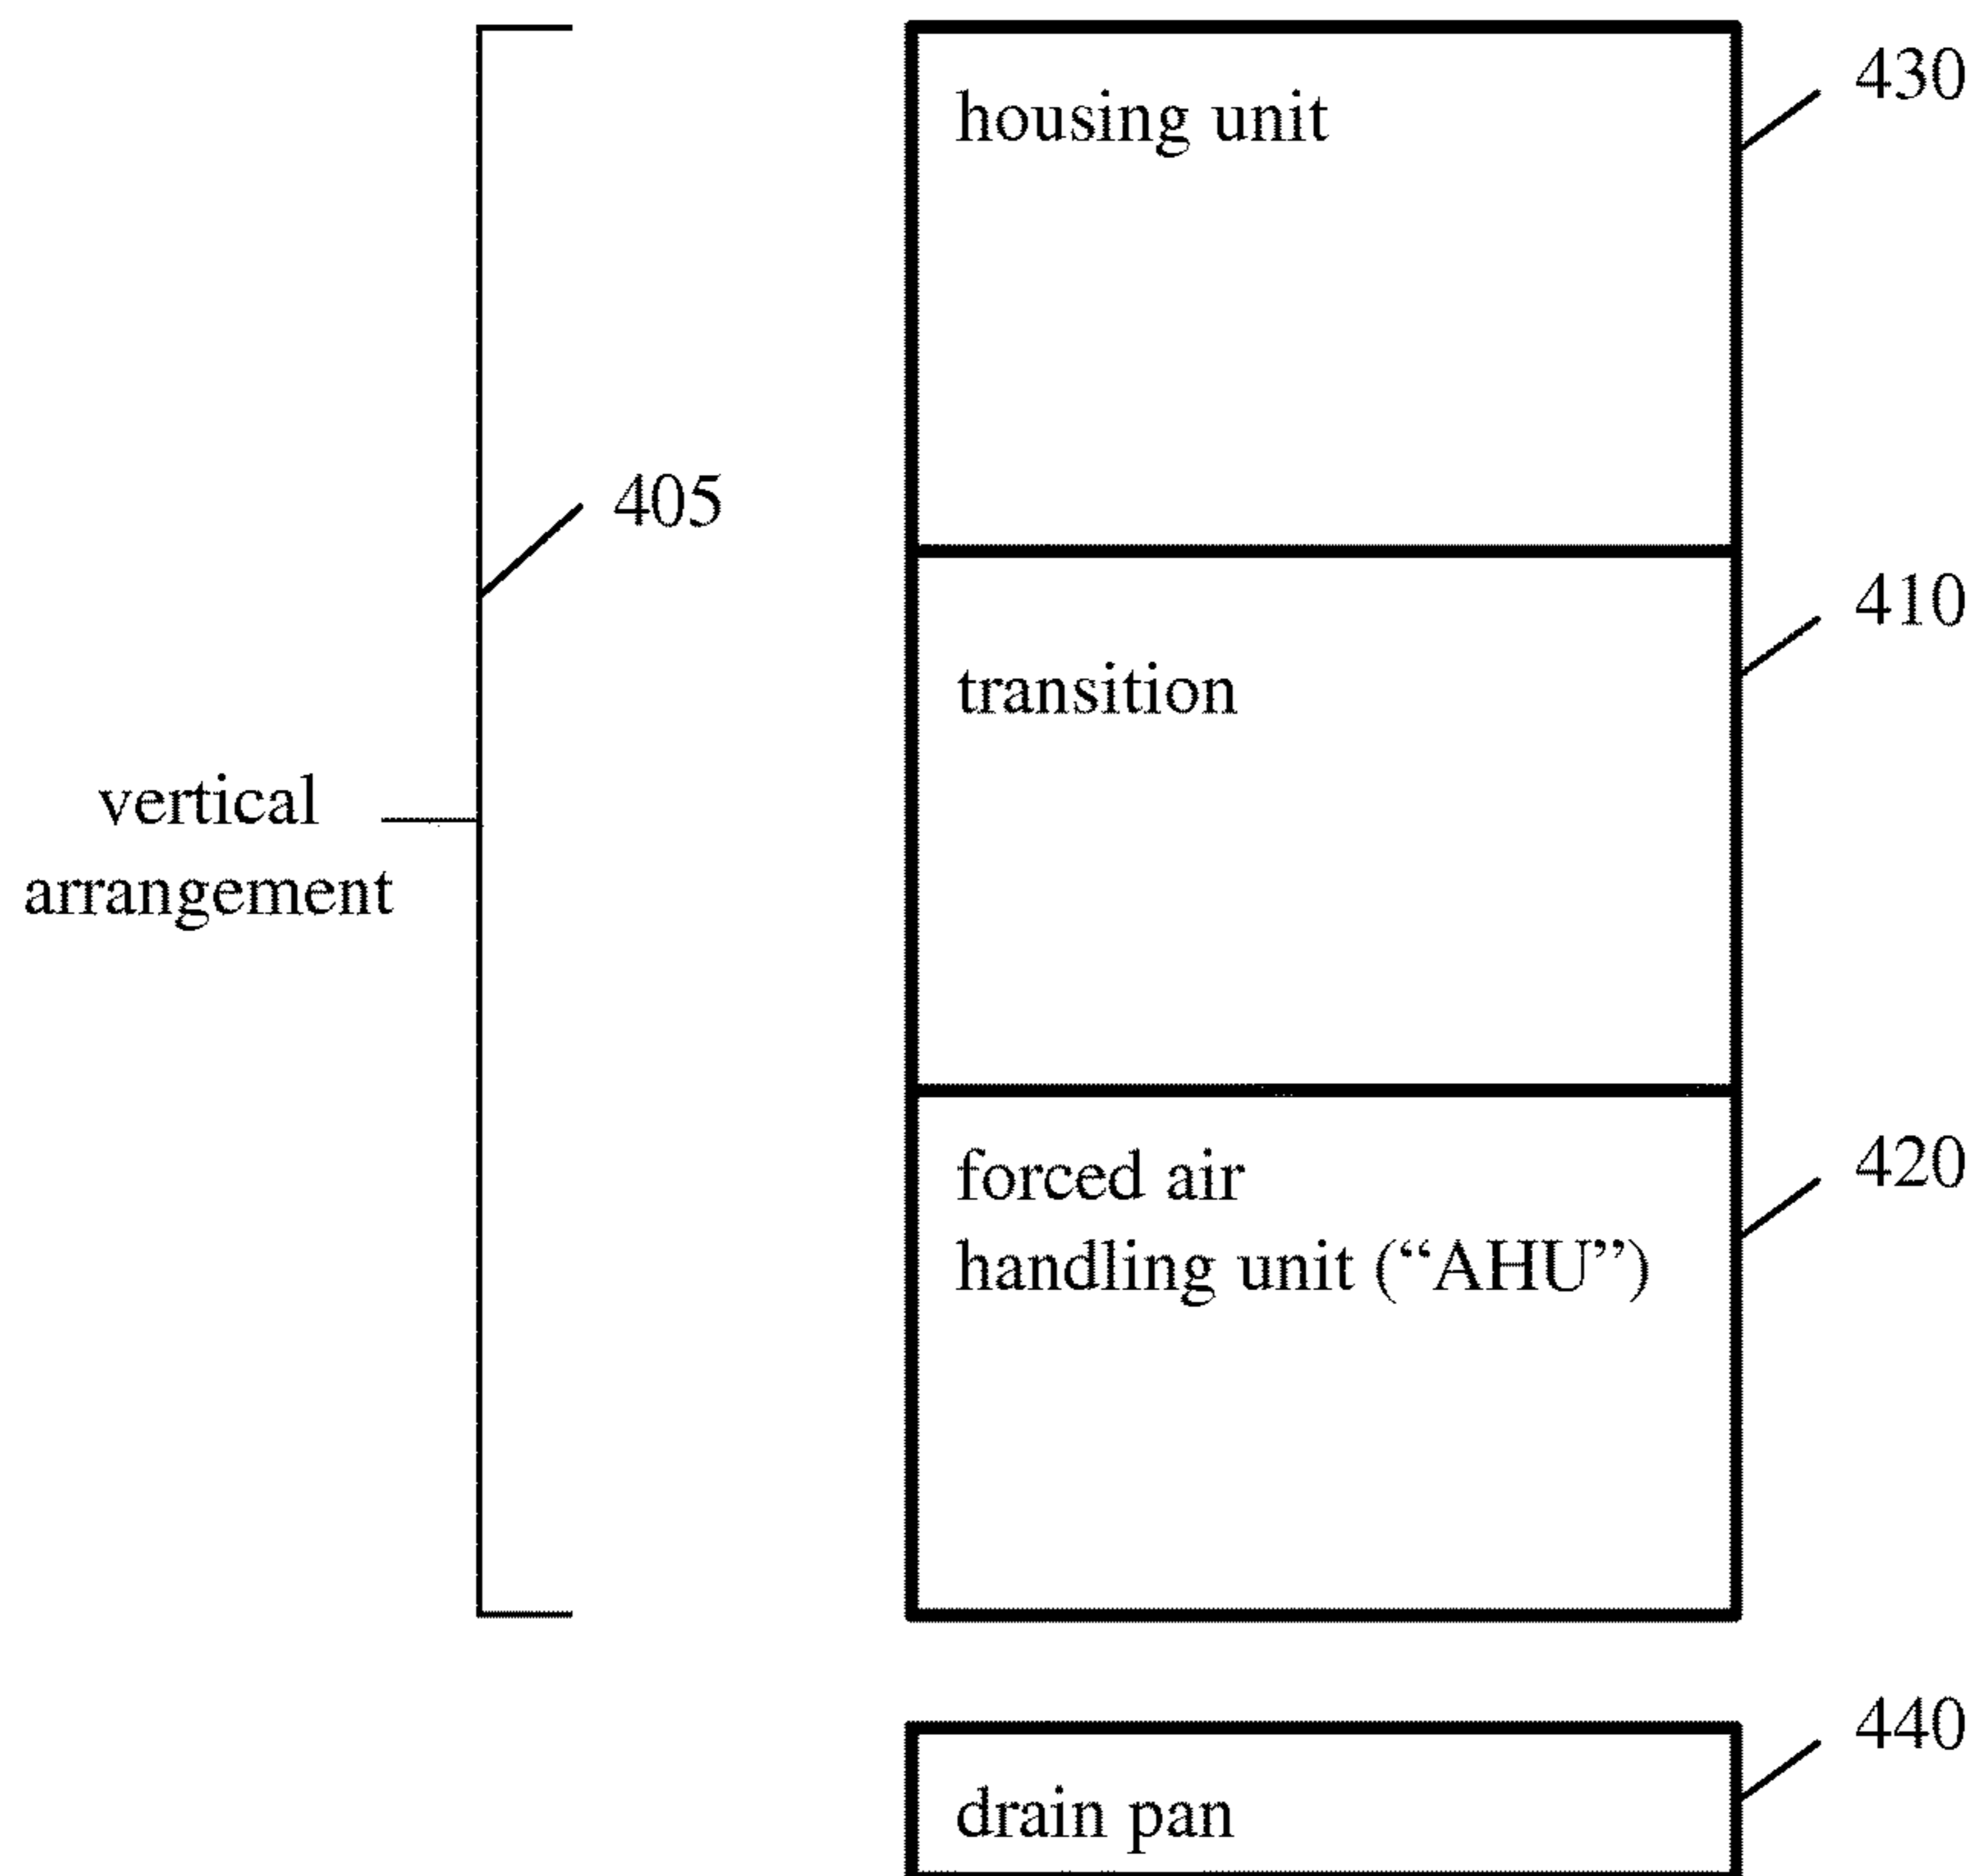 430
housing unit
405
410
transition
vertical
arrangement
420
forced air
handling unit (“AHU”)
440
drain pan